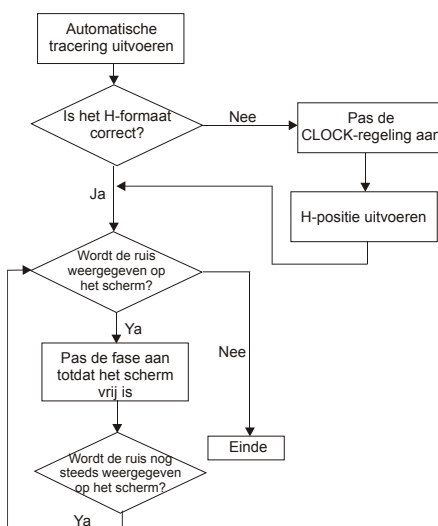 Automatische
tracering uitvoeren
Is het H-formaat
correct?
Nee
Pas de
CLOCK-regeling aan
Ja
H-positie uitvoeren
Wordt de ruis
weergegeven op
het scherm?
Ya
Nee
Pas de fase aan
totdat het scherm
vrij is
Einde
Wordt de ruis nog
steeds weergegeven
op het scherm?
Ya